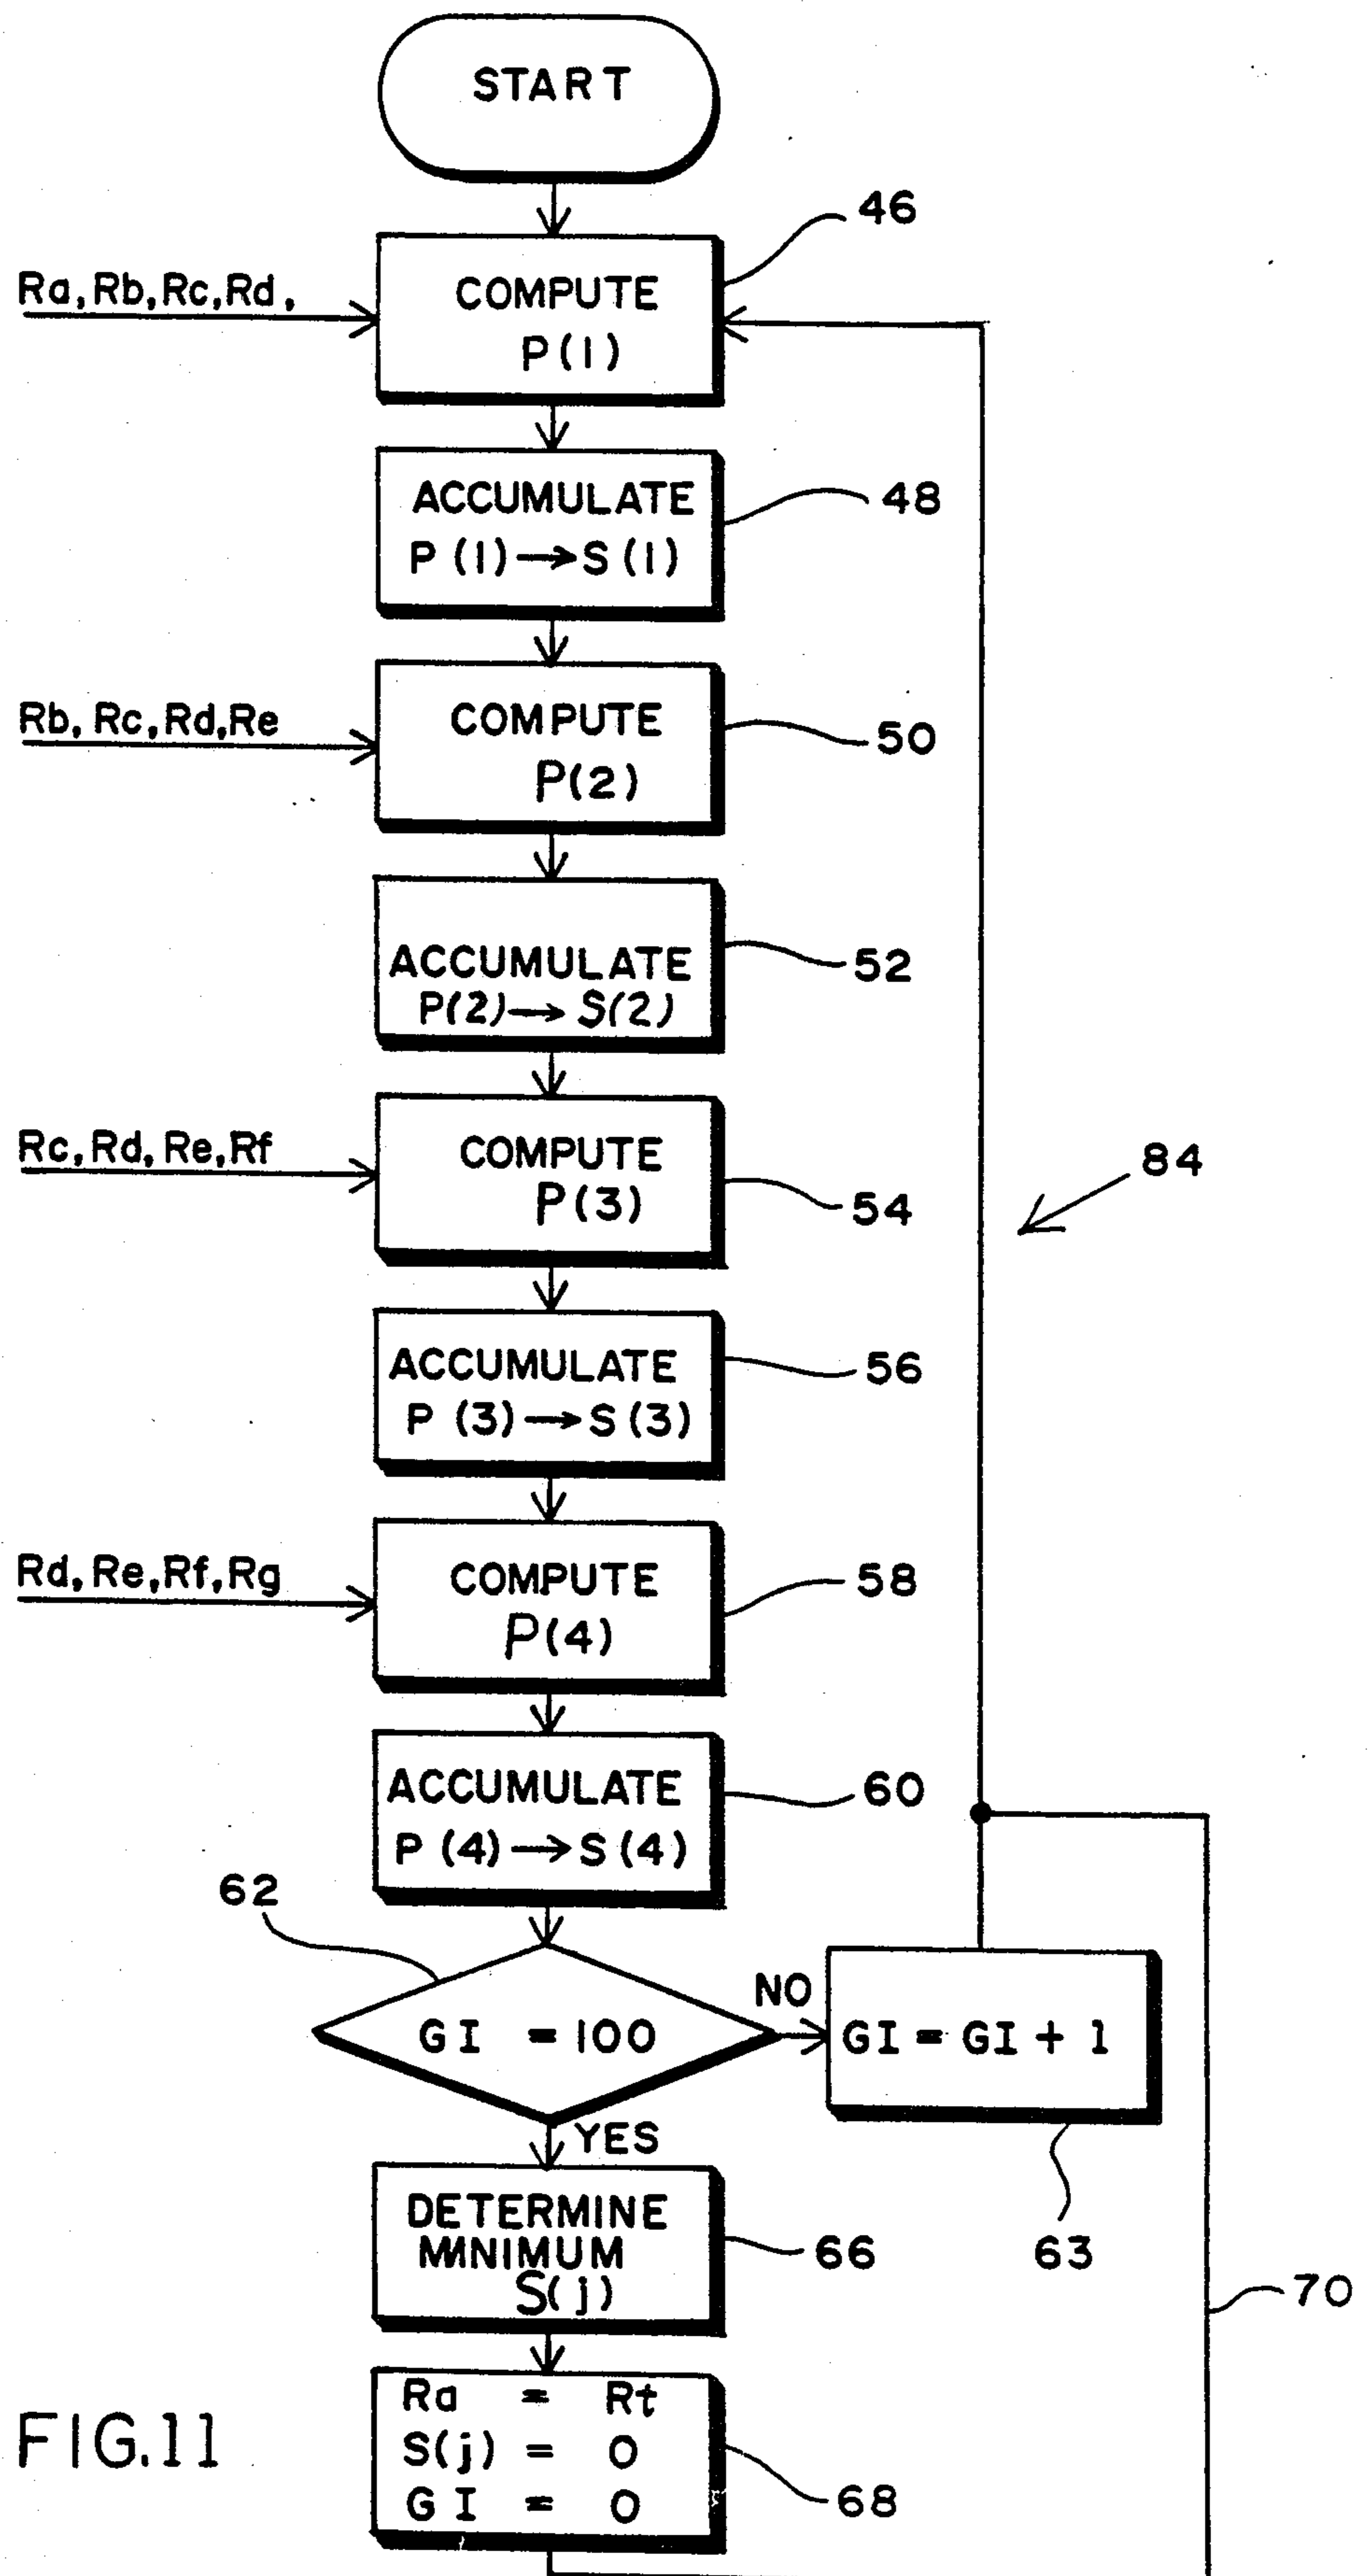 START
46
Ra, Rb, Rc, Rd,
COMPUTE
P(1)
ACCUMULATE
P (1) → S (1)
48
Rb, Rc, Rd, Re
COMPUTE
P(2)
50
ACCUMULATE
P(2) → S(2)
52
Rc, Rd, Re, Rf
COMPUTE
P(3)
54
84
ACCUMULATE
P (3) → S (3)
56
Rd, Re, Rf, Rg
COMPUTE
P(4)
58
ACCUMULATE
P (4) → S (4)
60
62
GI = 100
NO
GI = GI + 1
63
YES
DETERMINE
MINIMUM
S(j)
66
70
Ra = Rt
S(j) = 0
GI = 0
68
FIG.11